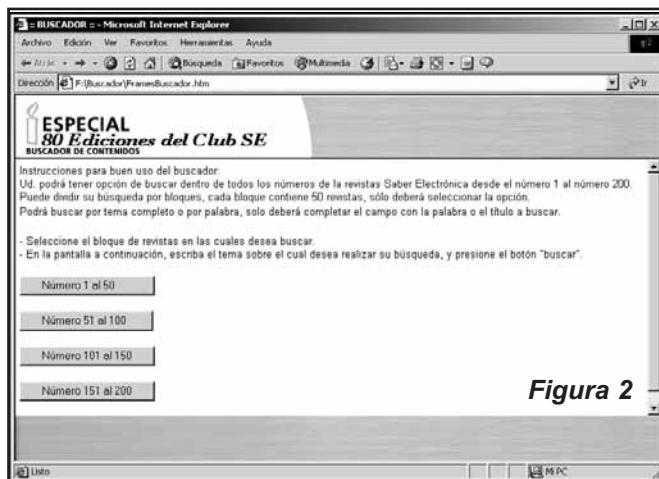 = BUSCADOR = - Microsoft Internet Explorer
Archivo Edición Ver Favoritos Herramientas Ayuda
Atrás Búsqueda Favoritos Multimedia
Dirección F:\Buscador\FramesBuscador.htm Ir
ESPECIAL
80 Ediciones del Club SE
BUSCADOR DE CONTENIDOS
Instrucciones para buen uso del buscador:
Ud. podrá tener opción de buscar dentro de todos los números de la revistas Saber Electrónica desde el número 1 al número 200.
Puede dividir su búsqueda por bloques, cada bloque contiene 50 revistas, sólo deberá seleccionar la opción.
Podrá buscar por tema completo o por palabra, solo deberá completar el campo con la palabra o el título a buscar.
- Seleccione el bloque de revistas en las cuales desea buscar.
- En la pantalla a continuación, escriba el tema sobre el cual desea realizar su búsqueda, y presione el botón "buscar".
Número 1 al 50
Número 51 al 100
Número 101 al 150
Número 151 al 200
Figura 2
Listo Mi PC